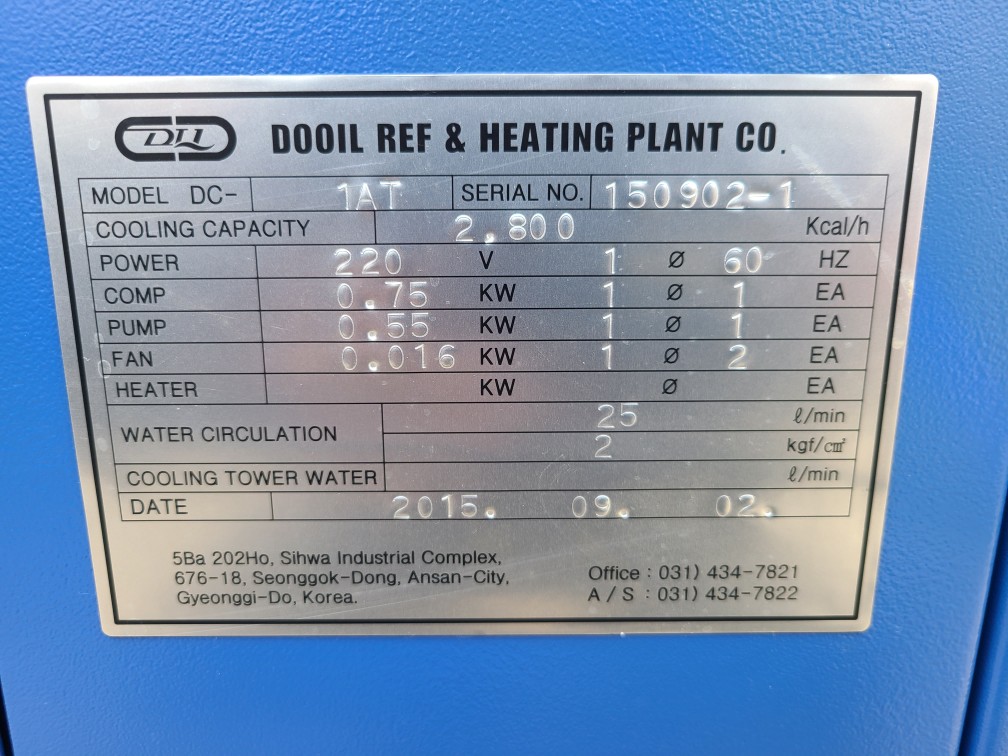 DLL DOOIL REF & HEATING PLANT CO.
MODEL DC- 1AT SERIAL NO. 150902-1
COOLING CAPACITY 2,800 Kcal/h
POWER 220 V 1 Ø 60 HZ
COMP 0.75 KW 1 Ø 1 EA
PUMP 0.55 KW 1 Ø 1 EA
FAN 0.016 KW 1 Ø 2 EA
HEATER KW Ø EA
WATER CIRCULATION 25 ℓ/min
2 kgf/㎠
COOLING TOWER WATER ℓ/min
DATE 2015. 09. 02.
5Ba 202Ho, Sihwa Industrial Complex,
676-18, Seonggok-Dong, Ansan-City,
Gyeonggi-Do, Korea.
Office : 031) 434-7821
A / S : 031) 434-7822